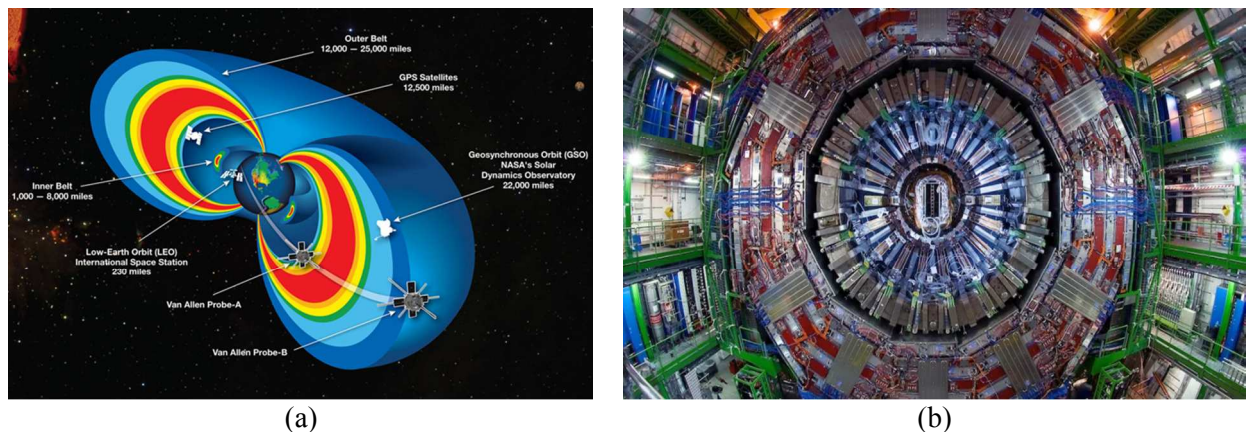 Outer Belt
12,000 — 25,000 miles
GPS Satellites
12,500 miles
Geosynchronous Orbit (GSO)
NASA's Solar
Dynamics Observatory
22,000 miles
Inner Belt
1,000 — 8,000 miles
Low-Earth Orbit (LEO)
International Space Station
230 miles
Van Allen Probe-A
Van Allen Probe-B
(a)
(b)